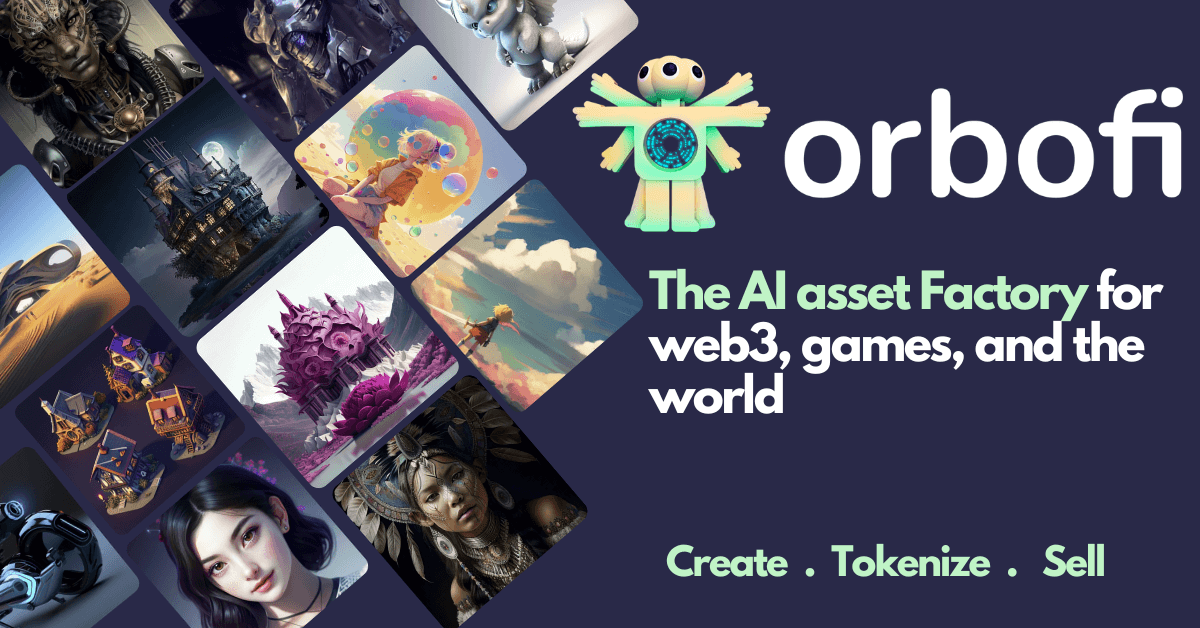 orbofi
The AI asset Factory for
web3, games, and the
world
Create . Tokenize . Sell